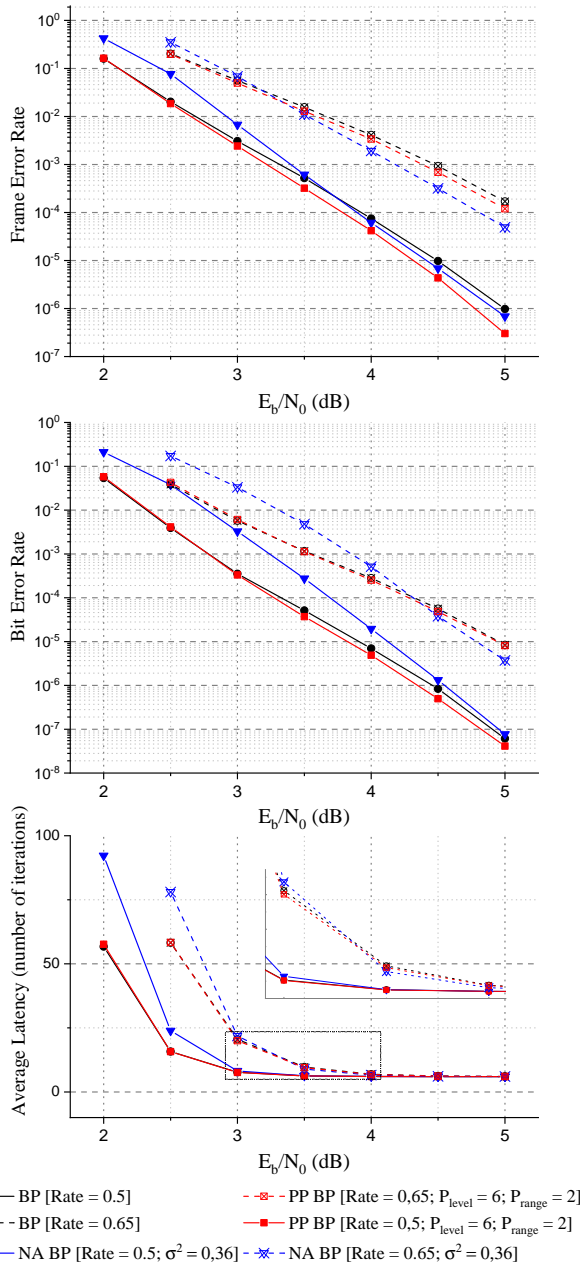 10^0
10^-1
10^-2
10^-3
10^-4
10^-5
10^-6
10^-7
Frame Error Rate
2 3 4 5
E_b/N_0 (dB)
10^0
10^-1
10^-2
10^-3
10^-4
10^-5
10^-6
10^-7
10^-8
Bit Error Rate
2 3 4 5
E_b/N_0 (dB)
100
50
0
Average Latency (number of iterations)
2 3 4 5
E_b/N_0 (dB)
BP [Rate = 0.5] PP BP [Rate = 0,65; P_level = 6; P_range = 2]
BP [Rate = 0.65] PP BP [Rate = 0,5; P_level = 6; P_range = 2]
NA BP [Rate = 0.5; σ² = 0,36] NA BP [Rate = 0.65; σ² = 0,36]